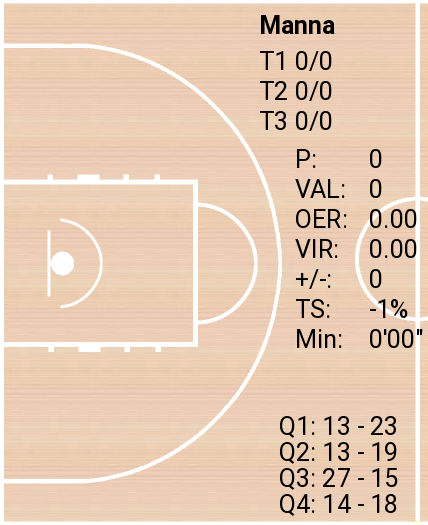 Manna
T1 0/0
T2 0/0
T3 0/0
P: 0
VAL: 0
OER: 0.00
VIR: 0.00
+/-: 0
TS: -1%
Min: 0'00"
Q1: 13 - 23
Q2: 13 - 19
Q3: 27 - 15
Q4: 14 - 18